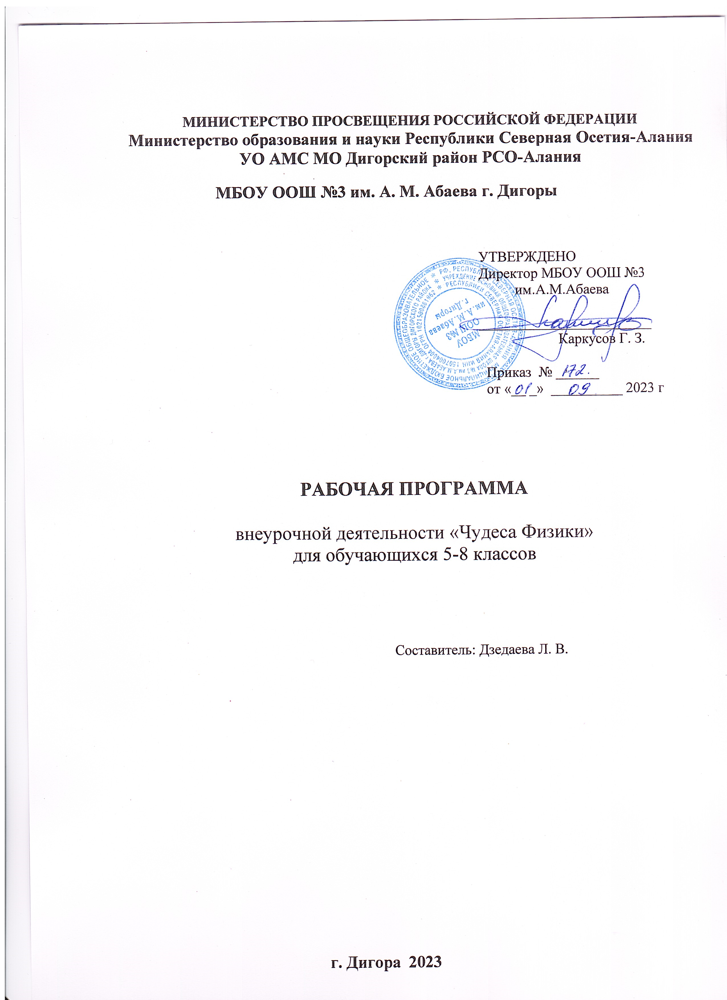 МИНИСТЕРСТВО ПРОСВЕЩЕНИЯ РОССИЙСКОЙ ФЕДЕРАЦИИ
Министерство образования и науки Республики Северная Осетия-Алания
УО АМС МО Дигорский район РСО-Алания
МБОУ ООШ №3 им. А. М. Абаева г. Дигоры
УТВЕРЖДЕНО
Директор МБОУ ООШ №3
им.А.М.Абаева
Каркусов Г. З.
Приказ № 172.
от «01» 09. 2023 г
МБОУ
ООШ №3
им. А. М. Абаева
г. Дигоры
РАБОЧАЯ ПРОГРАММА
внеурочной деятельности «Чудеса Физики»
для обучающихся 5-8 классов
Составитель: Дзедаева Л. В.
г. Дигора 2023